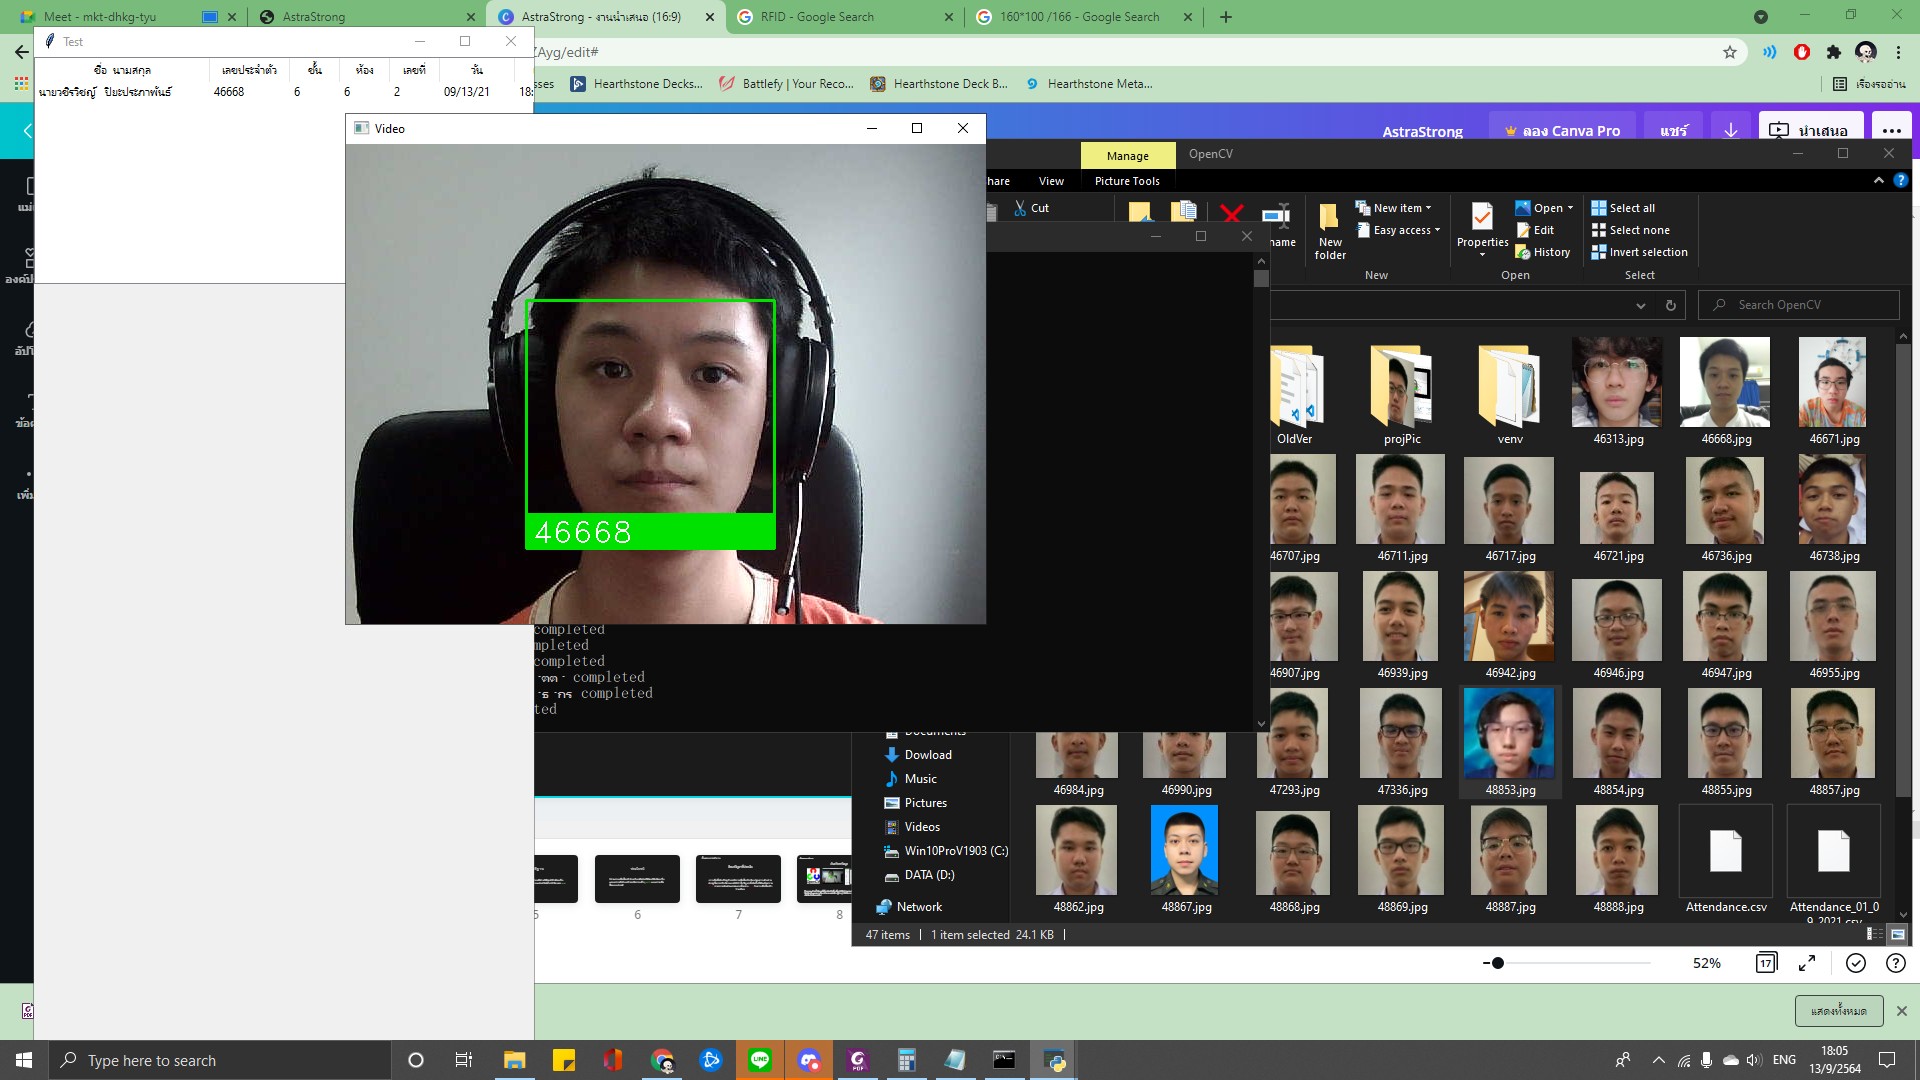 Meet - mkt-dhkg-tyu
AstraStrong
AstraStrong - งานนำเสนอ (16:9)
RFID - Google Search
160*100 /166 - Google Search
Test
ZAyg/edit#
sses
Hearthstone Decks...
Battlefy | Your Reco...
Hearthstone Deck B...
Hearthstone Meta...
เรื่องรออ่าน
ชื่อ นามสกุล
เลขประจำตัว
ชั้น
ห้อง
เลขที่
วัน
นายวชิรวิชญ์ ปิยะประภาพันธ์
46668
6
6
2
09/13/21
18:
Video
AstraStrong
ลอง Canva Pro
แชร์
นำเสนอ
Manage
OpenCV
hare
View
Picture Tools
Cut
name
New folder
New item
Easy access
New
Properties
Open
Edit
History
Open
Select all
Select none
Invert selection
Select
Search OpenCV
46668
OldVer
projPic
venv
46313.jpg
46668.jpg
46671.jpg
46707.jpg
46711.jpg
46717.jpg
46721.jpg
46736.jpg
46738.jpg
46907.jpg
46939.jpg
46942.jpg
46946.jpg
46947.jpg
46955.jpg
completed
mpleted
completed
completed
completed
ted
Documents
Dowload
Music
Pictures
Videos
Win10ProV1903 (C:)
DATA (D:)
Network
46984.jpg
46990.jpg
47293.jpg
47336.jpg
48853.jpg
48854.jpg
48855.jpg
48857.jpg
48862.jpg
48867.jpg
48868.jpg
48869.jpg
48887.jpg
48888.jpg
Attendance.csv
Attendance_01_0
9_2021.csv
47 items
1 item selected 24.1 KB
5
6
7
8
52%
17
แสดงทั้งหมด
Type here to search
ENG
18:05
13/9/2564